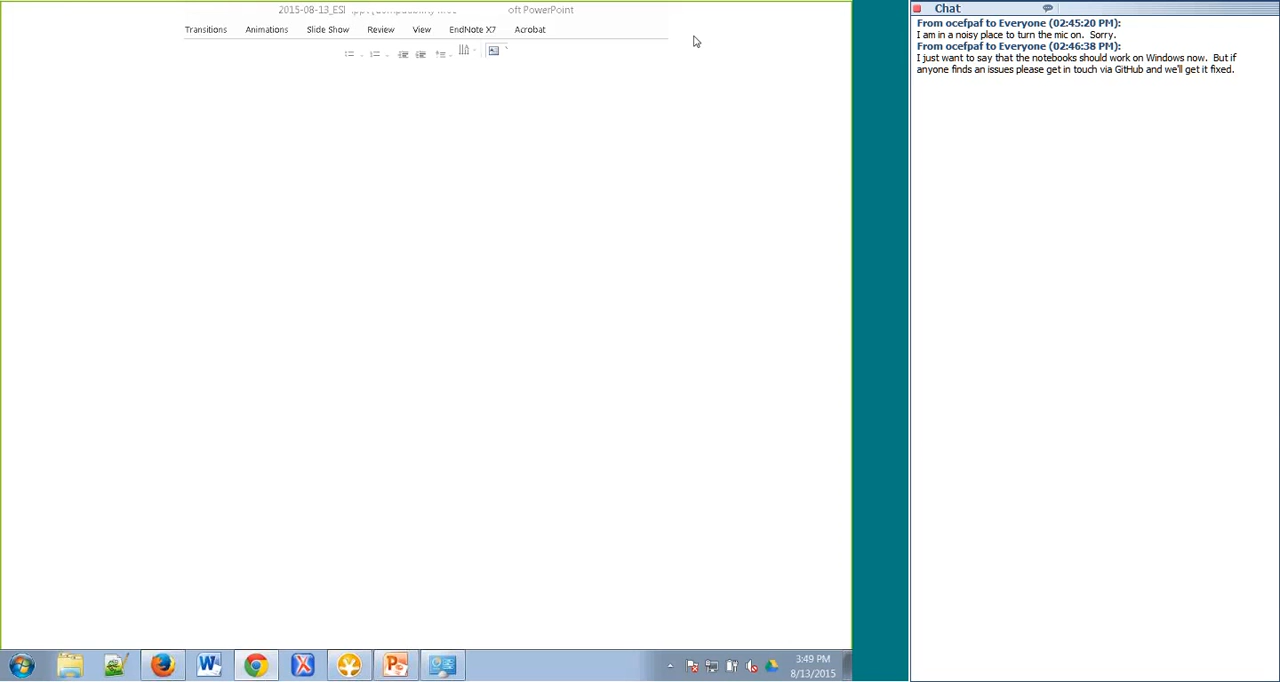 2015-08-13_ESI
oft PowerPoint
Transitions Animations Slide Show Review View EndNote X7 Acrobat
3:49 PM
8/13/2015
Chat
From ocefpaf to Everyone (02:45:20 PM):
I am in a noisy place to turn the mic on. Sorry.
From ocefpaf to Everyone (02:46:38 PM):
I just want to say that the notebooks should work on Windows now. But if
anyone finds an issues please get in touch via GitHub and we'll get it fixed.